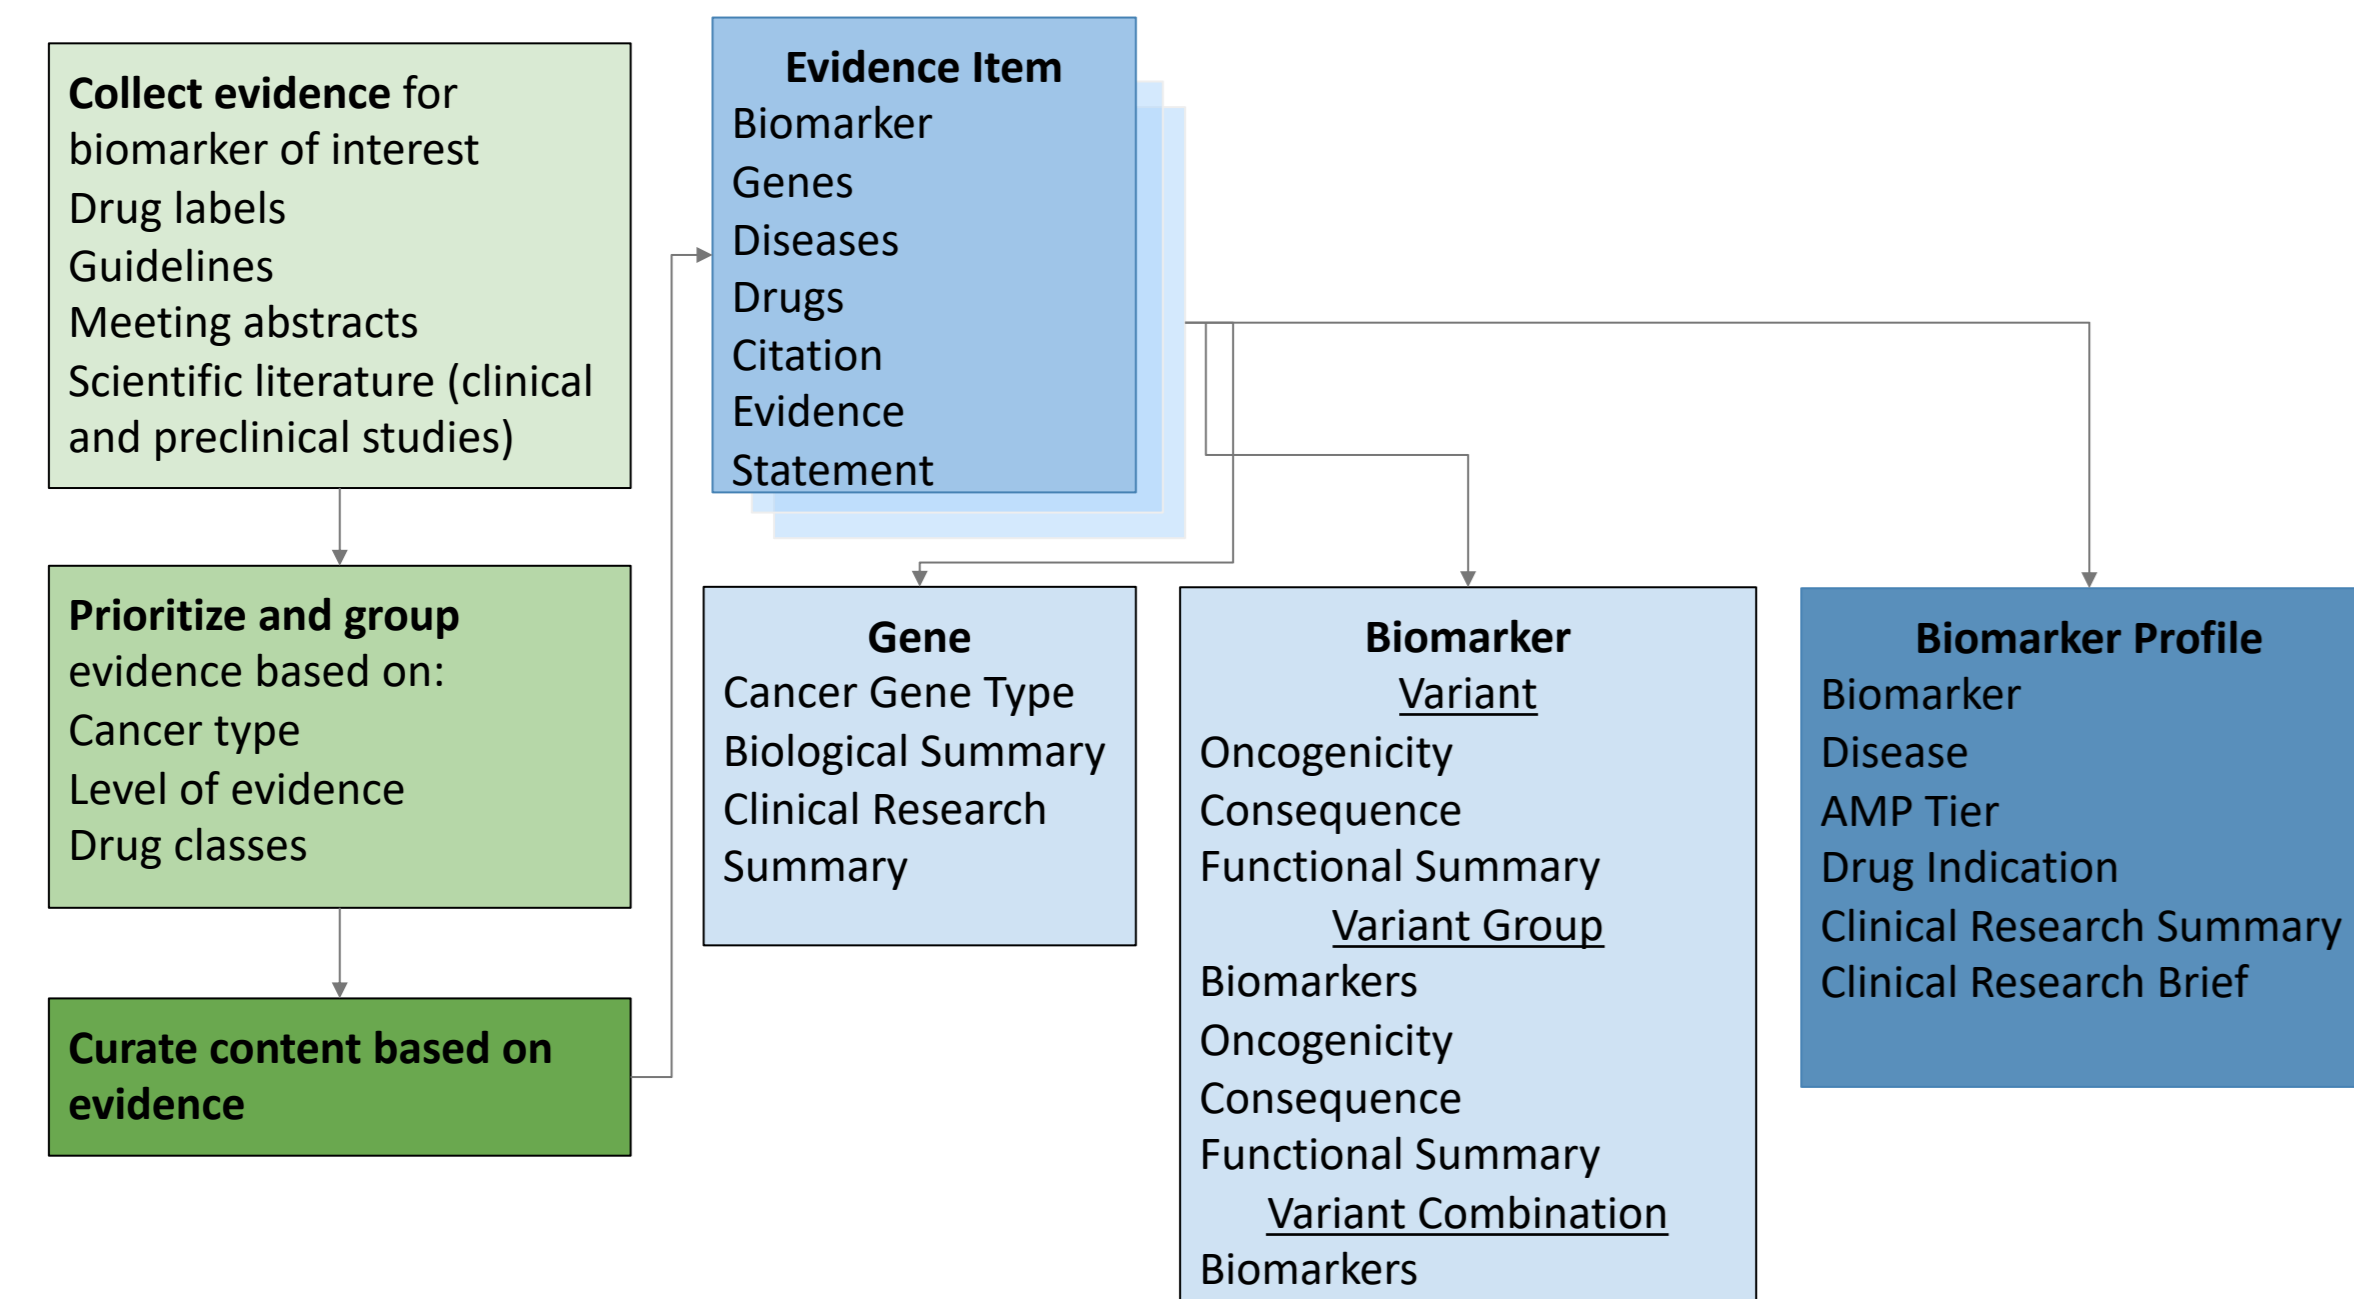 Collect evidence for
biomarker of interest
Drug labels
Guidelines
Meeting abstracts
Scientific literature (clinical
and preclinical studies)
Prioritize and group
evidence based on:
Cancer type
Level of evidence
Drug classes
Curate content based on
evidence
Evidence Item
Biomarker
Genes
Diseases
Drugs
Citation
Evidence
Statement
Gene
Cancer Gene Type
Biological Summary
Clinical Research
Summary
Biomarker
Variant
Oncogenicity
Consequence
Functional Summary
Variant Group
Biomarkers
Oncogenicity
Consequence
Functional Summary
Variant Combination
Biomarkers
Biomarker Profile
Biomarker
Disease
AMP Tier
Drug Indication
Clinical Research Summary
Clinical Research Brief